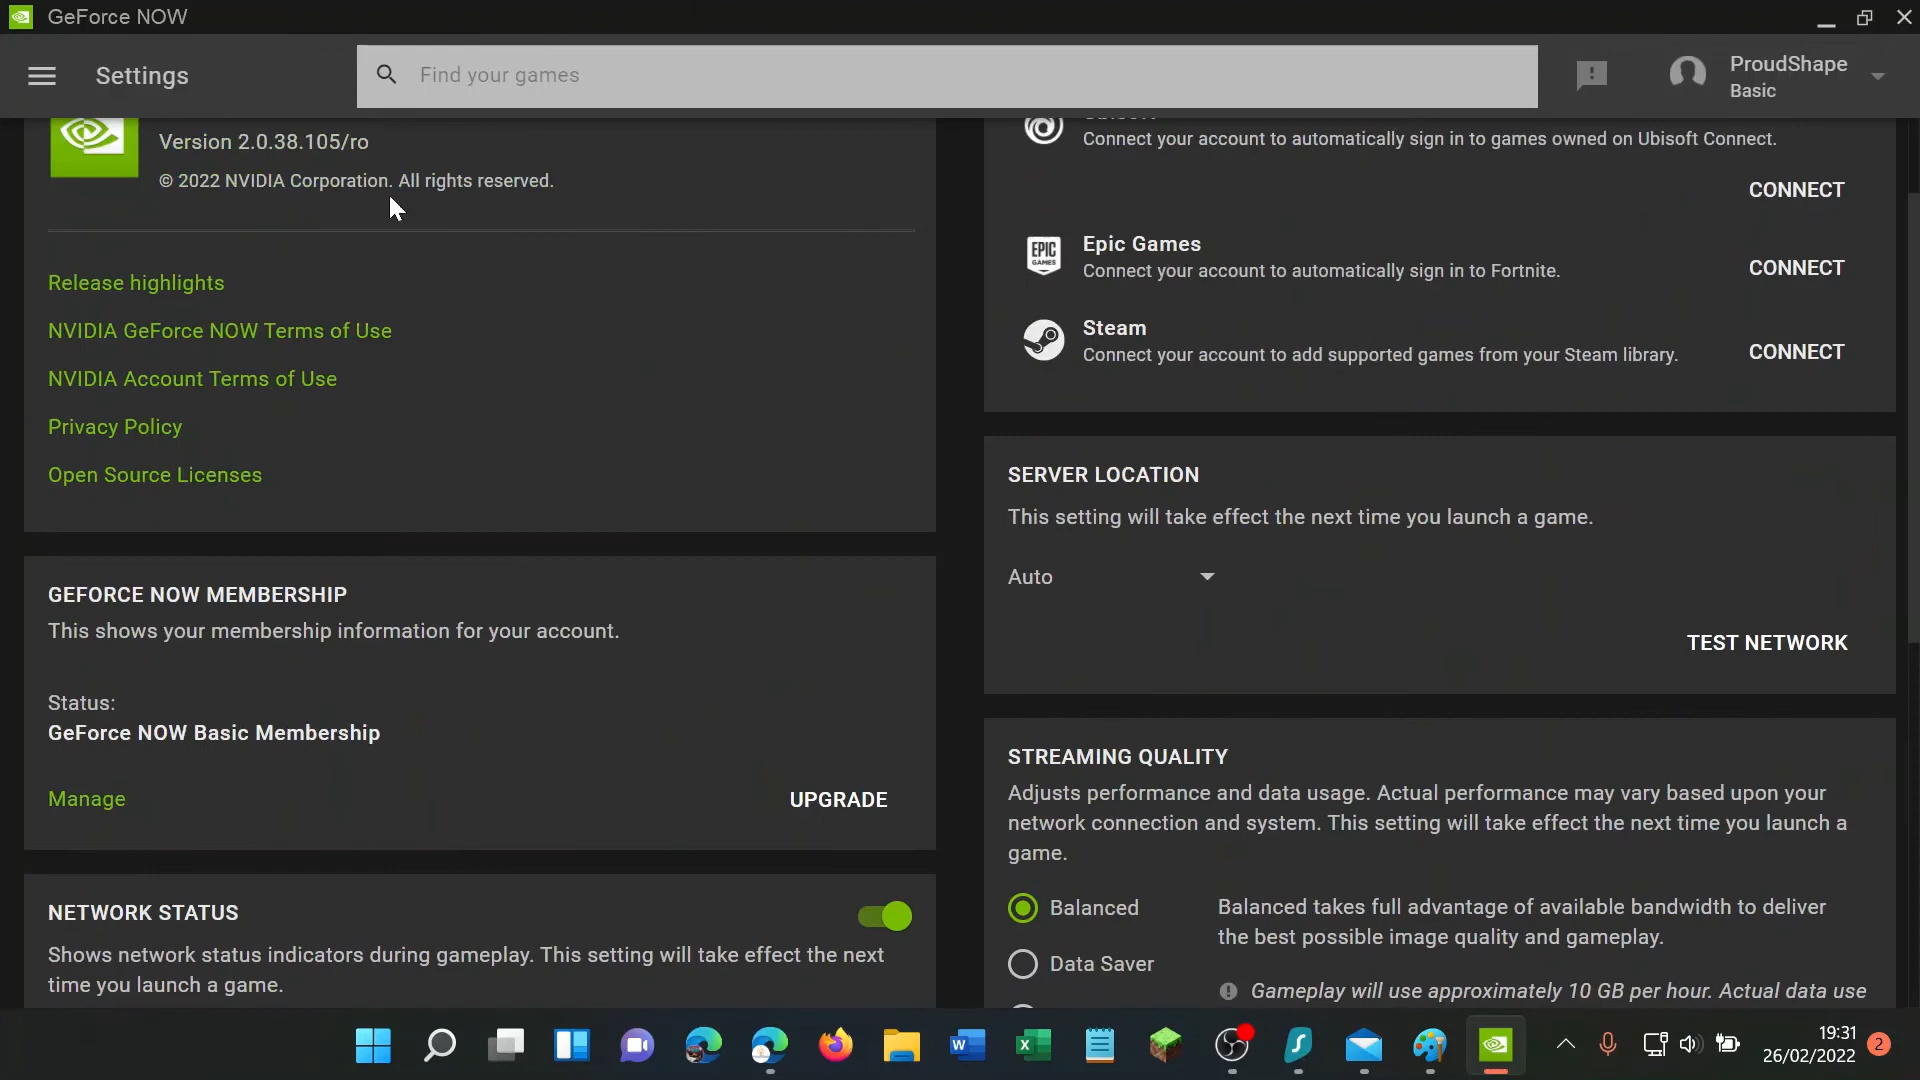 GeForce NOW
Settings
Find your games
ProudShape
Basic
Version 2.0.38.105/ro
© 2022 NVIDIA Corporation. All rights reserved.
Release highlights
NVIDIA GeForce NOW Terms of Use
NVIDIA Account Terms of Use
Privacy Policy
Open Source Licenses
GEFORCE NOW MEMBERSHIP
This shows your membership information for your account.
Status:
GeForce NOW Basic Membership
Manage
UPGRADE
NETWORK STATUS
Shows network status indicators during gameplay. This setting will take effect the next
time you launch a game.
Connect your account to automatically sign in to games owned on Ubisoft Connect.
CONNECT
EPIC
GAMES
Epic Games
Connect your account to automatically sign in to Fortnite.
CONNECT
Steam
Connect your account to add supported games from your Steam library.
CONNECT
SERVER LOCATION
This setting will take effect the next time you launch a game.
Auto
TEST NETWORK
STREAMING QUALITY
Adjusts performance and data usage. Actual performance may vary based upon your
network connection and system. This setting will take effect the next time you launch a
game.
Balanced
Balanced takes full advantage of available bandwidth to deliver
the best possible image quality and gameplay.
Data Saver
Gameplay will use approximately 10 GB per hour. Actual data use
W
X
19:31
26/02/2022
2